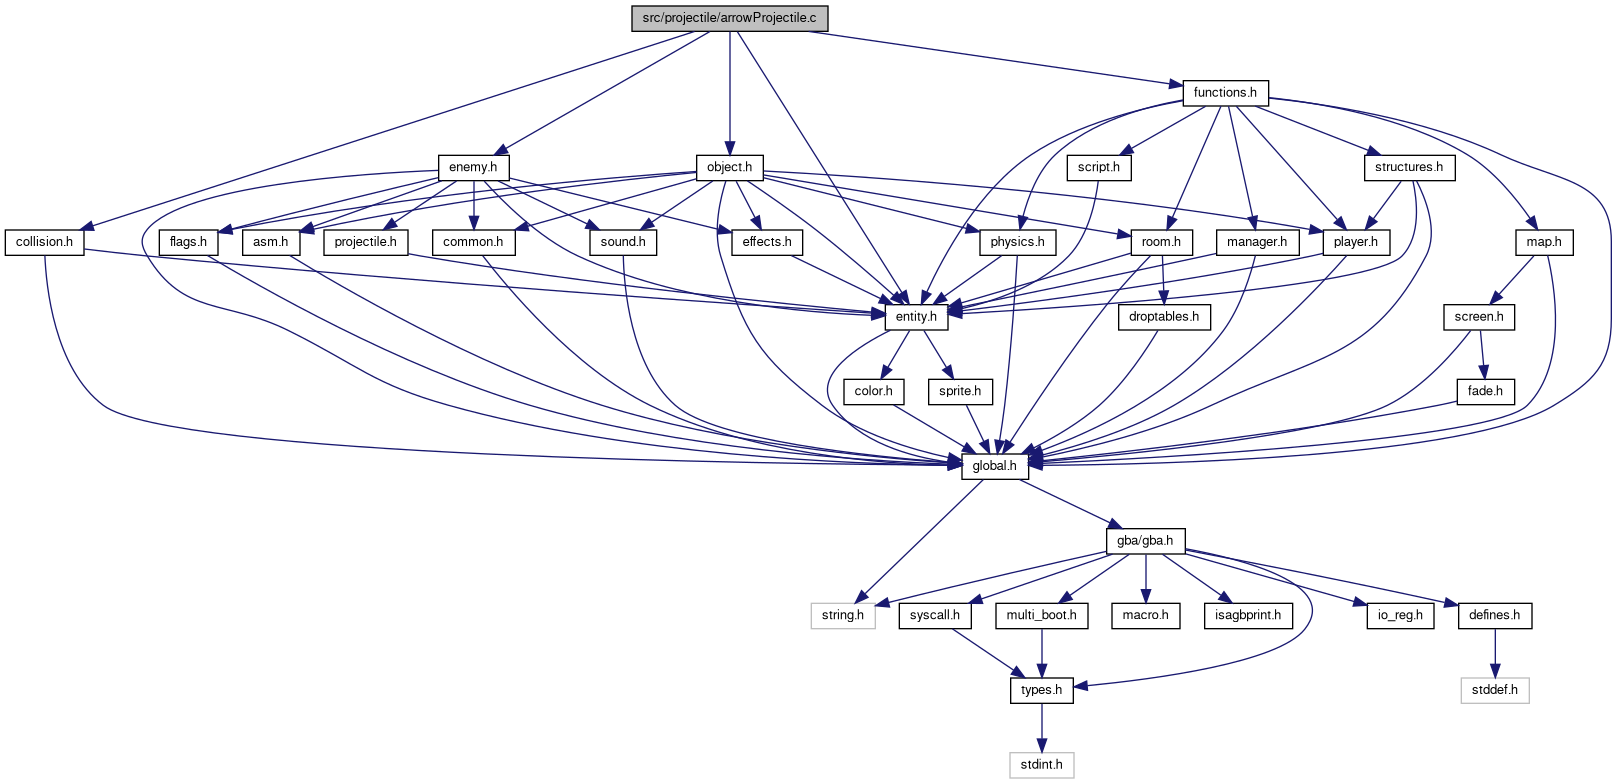 src/projectile/arrowProjectile.c
functions.h
enemy.h
object.h
script.h
structures.h
collision.h
flags.h
asm.h
projectile.h
common.h
sound.h
effects.h
physics.h
room.h
manager.h
player.h
map.h
entity.h
droptables.h
screen.h
color.h
sprite.h
fade.h
global.h
gba/gba.h
string.h
syscall.h
multi_boot.h
macro.h
isagbprint.h
io_reg.h
defines.h
types.h
stddef.h
stdint.h